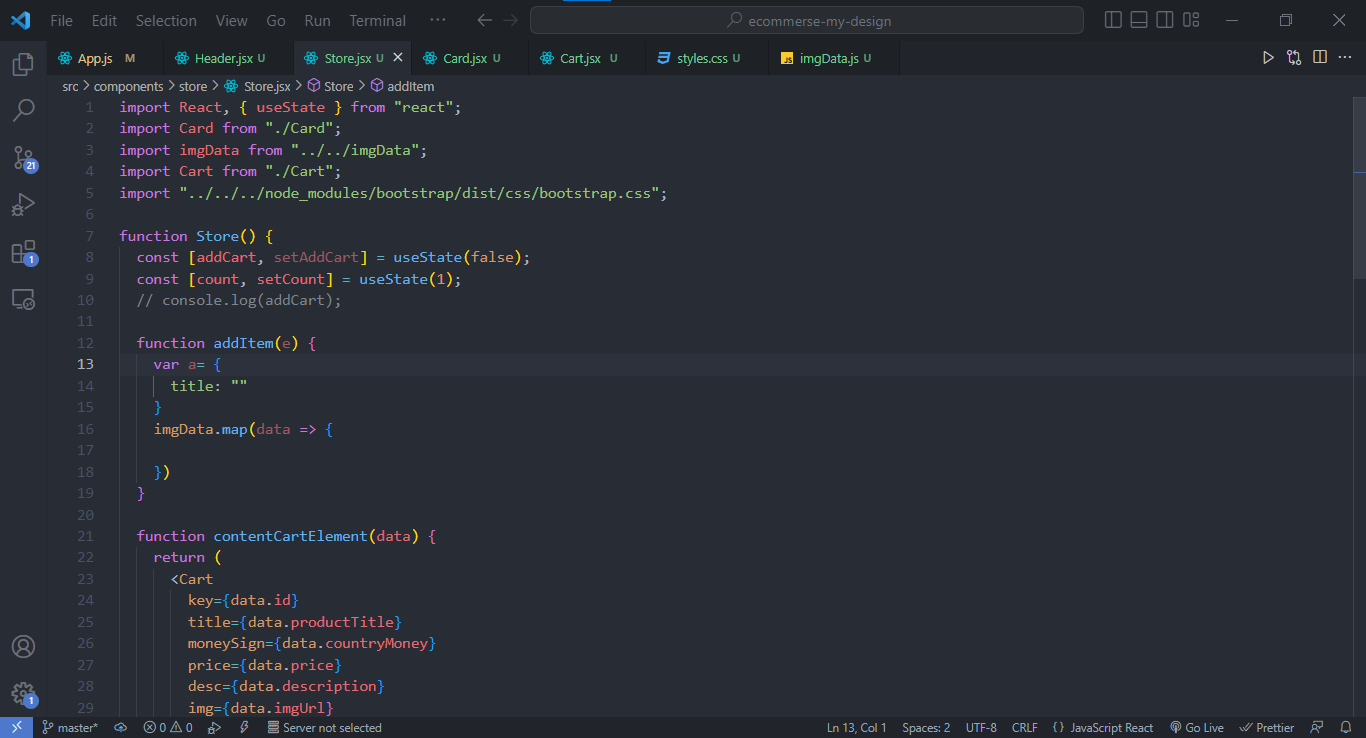 File Edit Selection View Go Run Terminal ··· ecommerse-my-design
App.js M Header.jsx U Store.jsx U Card.jsx U Cart.jsx U styles.css U JS imgData.js U
src > components > store > Store.jsx > Store > addItem
1 import React, { useState } from "react";
2 import Card from "./Card";
3 import imgData from "../../imgData";
4 import Cart from "./Cart";
5 import "../../../node_modules/bootstrap/dist/css/bootstrap.css";
6
7 function Store() {
8 const [addCart, setAddCart] = useState(false);
9 const [count, setCount] = useState(1);
10 // console.log(addCart);
11
12 function addItem(e) {
13 var a= {
14 title: ""
15 }
16 imgData.map(data => {
17
18 })
19 }
20
21 function contentCartElement(data) {
22 return (
23 <Cart
24 key={data.id}
25 title={data.productTitle}
26 moneySign={data.countryMoney}
27 price={data.price}
28 desc={data.description}
29 img={data.imgUrl}
21
1
1
master* 0 0 Server not selected Ln 13, Col 1 Spaces: 2 UTF-8 CRLF { } JavaScript React Go Live Prettier